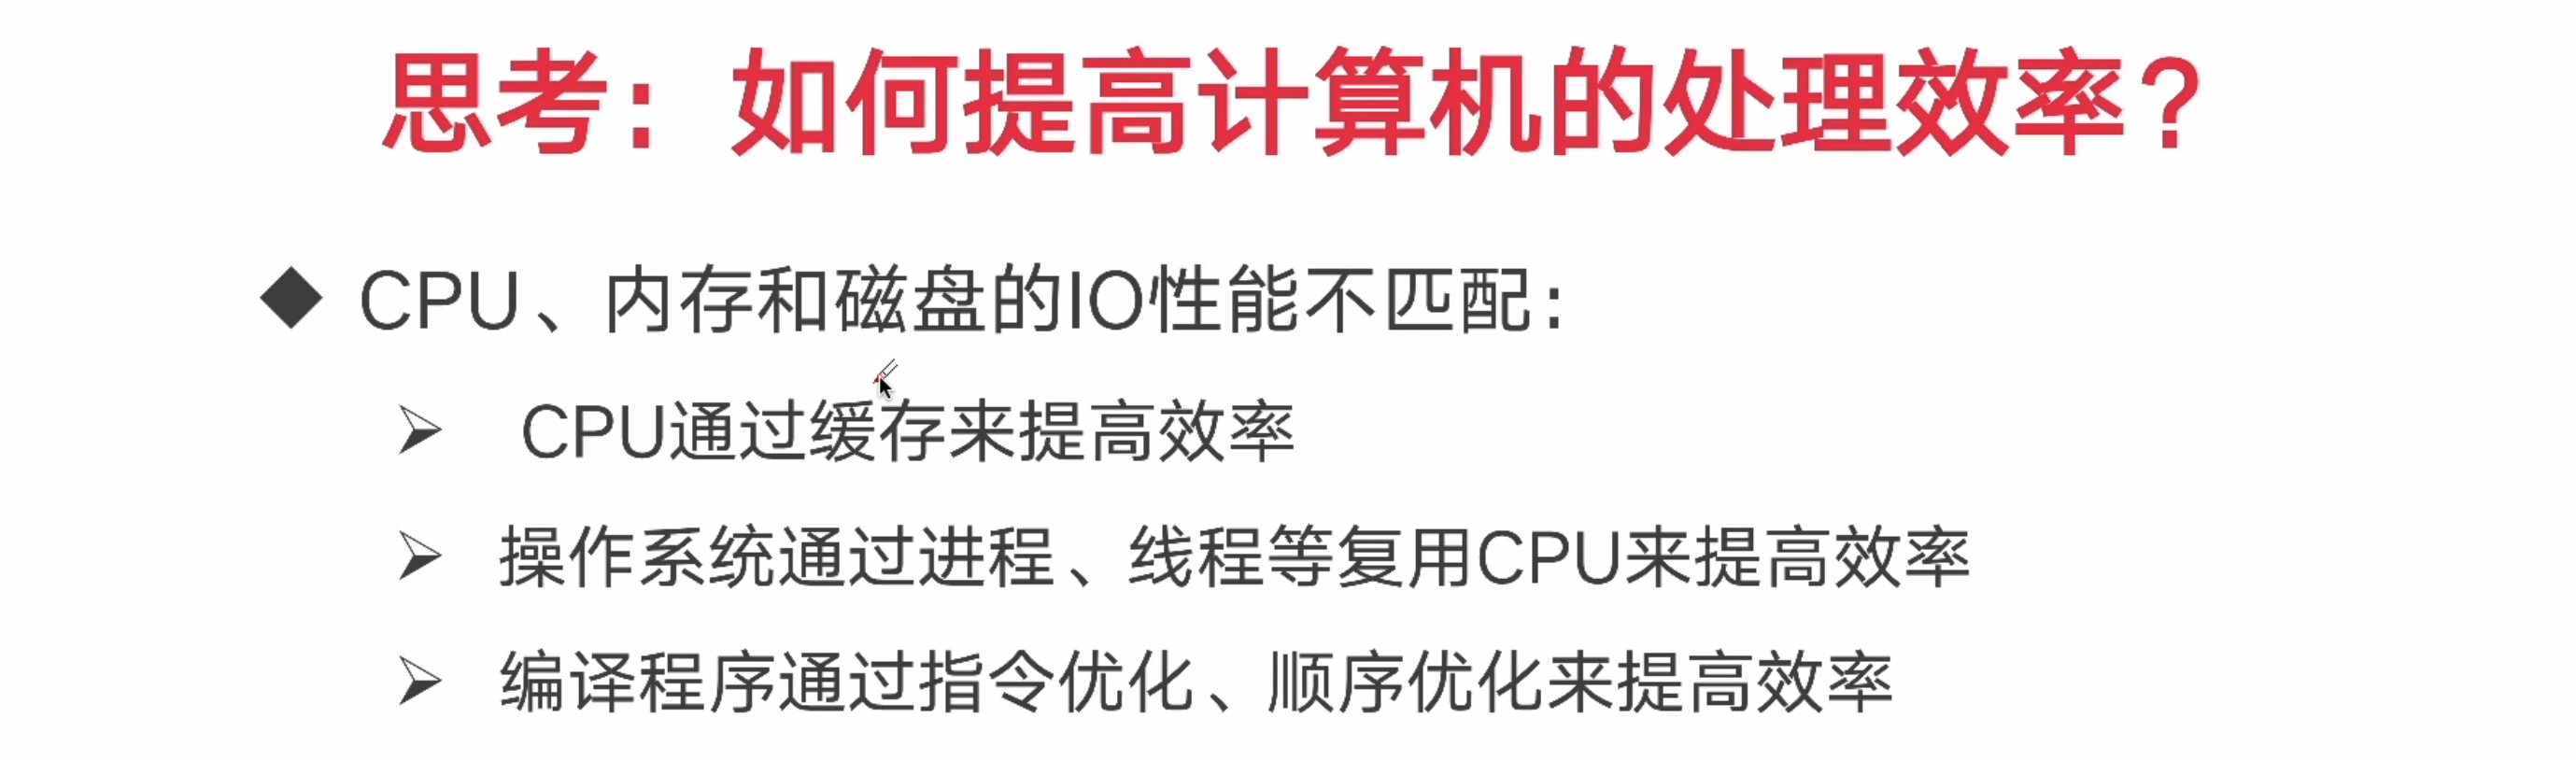 思考：如何提高计算机的处理效率？
CPU、内存和磁盘的IO性能不匹配：
CPU通过缓存来提高效率
操作系统通过进程、线程等复用CPU来提高效率
编译程序通过指令优化、顺序优化来提高效率